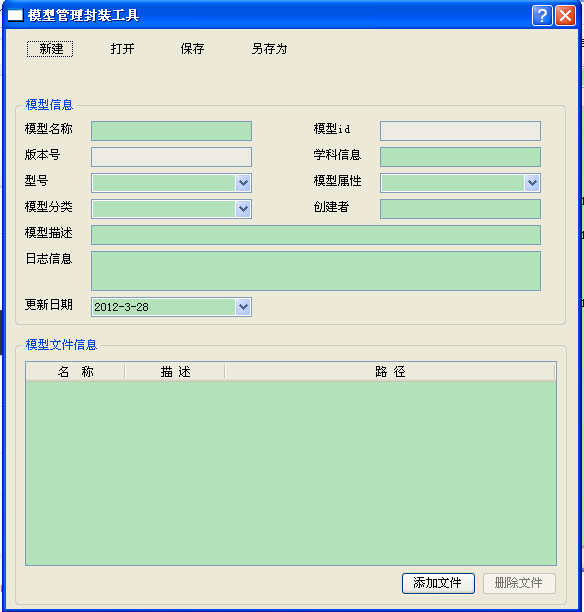 模型管理封装工具
新建 打开 保存 另存为
模型信息
模型名称 模型id
版本号 学科信息
型号 模型属性
模型分类 创建者
模型描述
日志信息
更新日期 2012-3-28
模型文件信息
名 称 描 述 路 径
添加文件 删除文件